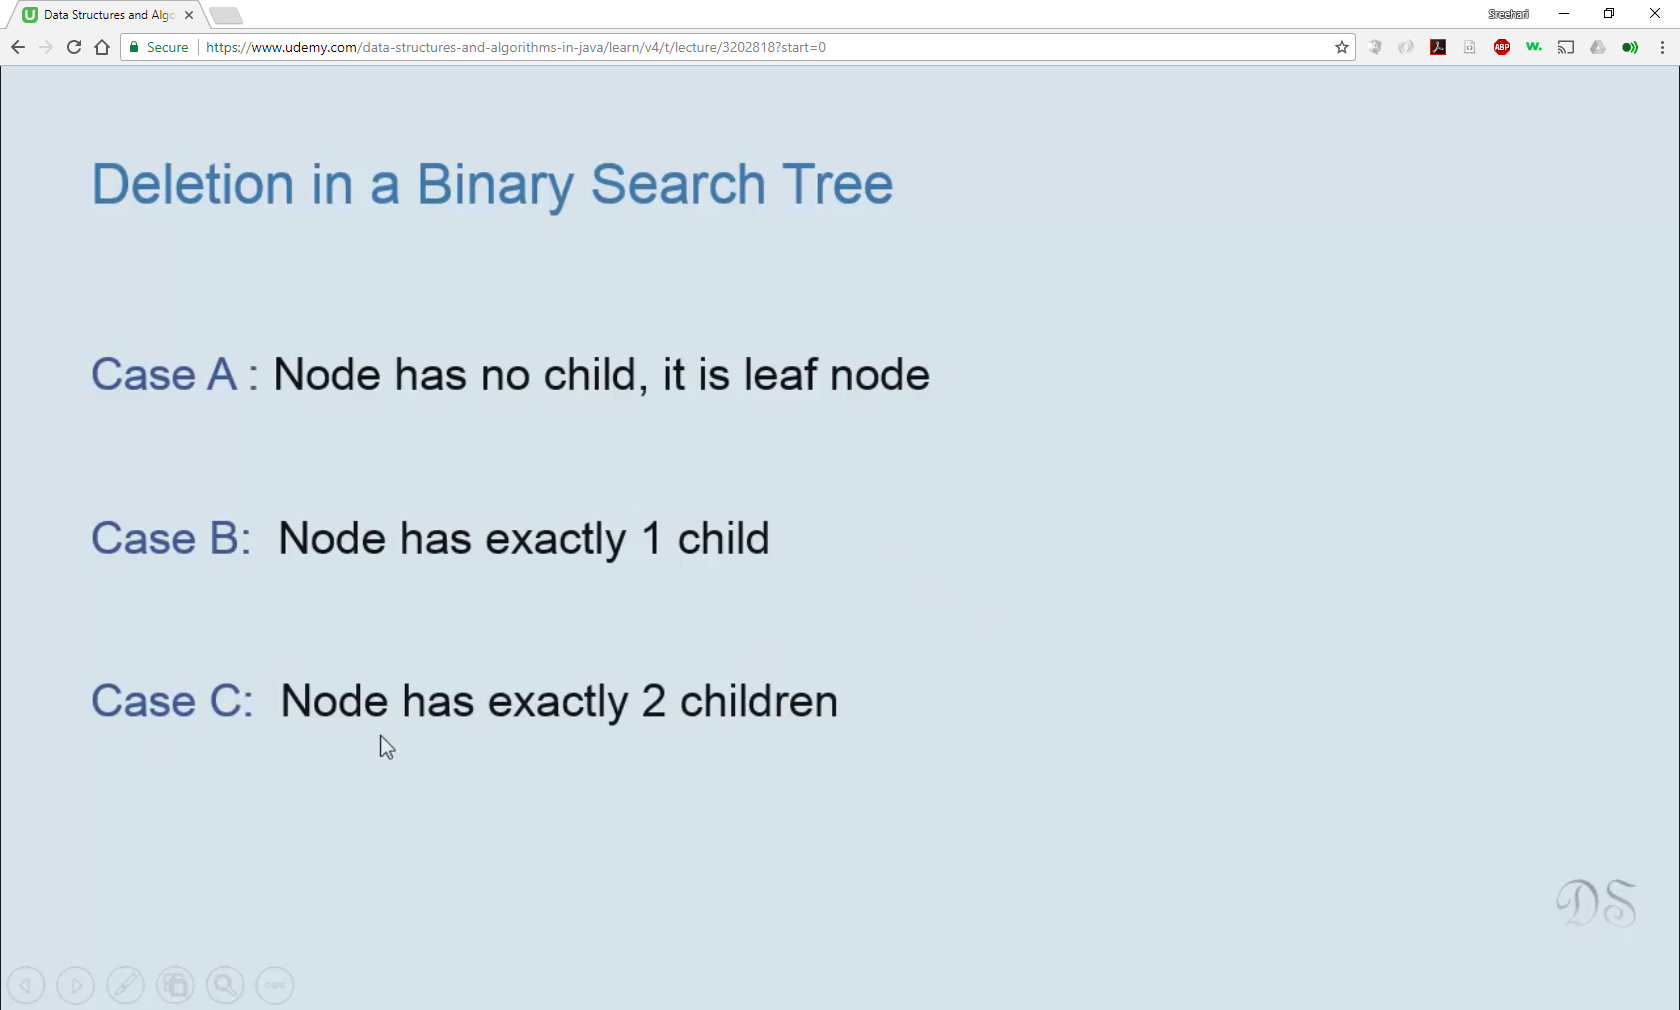 Data Structures and Algo
Sreehari
Secure
https://www.udemy.com/data-structures-and-algorithms-in-java/learn/v4/t/lecture/3202818?start=0
ABP
w.
Deletion in a Binary Search Tree
Case A : Node has no child, it is leaf node
Case B: Node has exactly 1 child
Case C: Node has exactly 2 children
DS